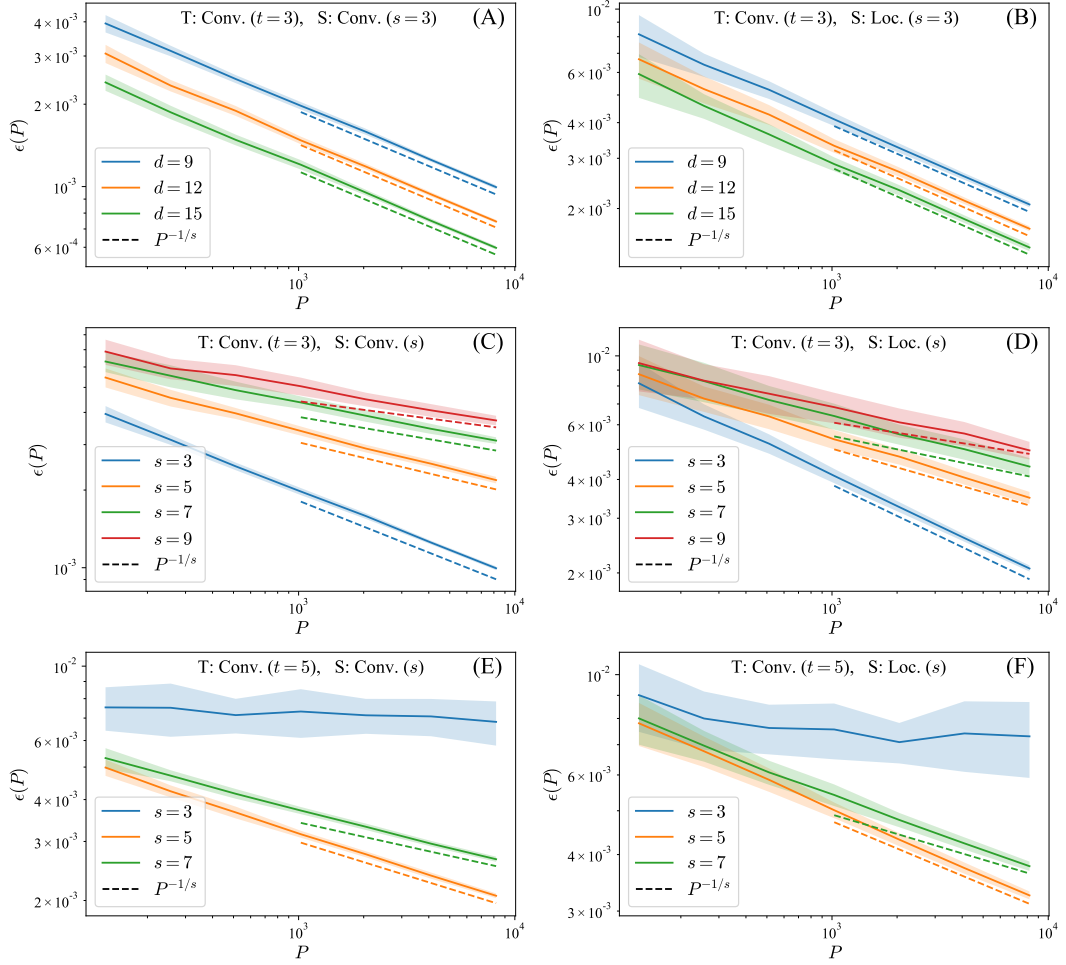 T: Conv. (t = 3), S: Conv. (s = 3) (A)
4 × 10⁻³
3 × 10⁻³
2 × 10⁻³
10⁻³
6 × 10⁻⁴
ϵ(P)
d = 9
d = 12
d = 15
P^{-1/s}
10³
10⁴
P
T: Conv. (t = 3), S: Loc. (s = 3) (B)
10⁻²
6 × 10⁻³
4 × 10⁻³
3 × 10⁻³
2 × 10⁻³
ϵ(P)
d = 9
d = 12
d = 15
P^{-1/s}
10³
10⁴
P
T: Conv. (t = 3), S: Conv. (s) (C)
10⁻³
ϵ(P)
s = 3
s = 5
s = 7
s = 9
P^{-1/s}
10³
10⁴
P
T: Conv. (t = 3), S: Loc. (s) (D)
10⁻²
6 × 10⁻³
4 × 10⁻³
3 × 10⁻³
2 × 10⁻³
ϵ(P)
s = 3
s = 5
s = 7
s = 9
P^{-1/s}
10³
10⁴
P
T: Conv. (t = 5), S: Conv. (s) (E)
10⁻²
6 × 10⁻³
4 × 10⁻³
3 × 10⁻³
2 × 10⁻³
ϵ(P)
s = 3
s = 5
s = 7
P^{-1/s}
10³
10⁴
P
T: Conv. (t = 5), S: Loc. (s) (F)
10⁻²
6 × 10⁻³
4 × 10⁻³
3 × 10⁻³
ϵ(P)
s = 3
s = 5
s = 7
P^{-1/s}
10³
10⁴
P